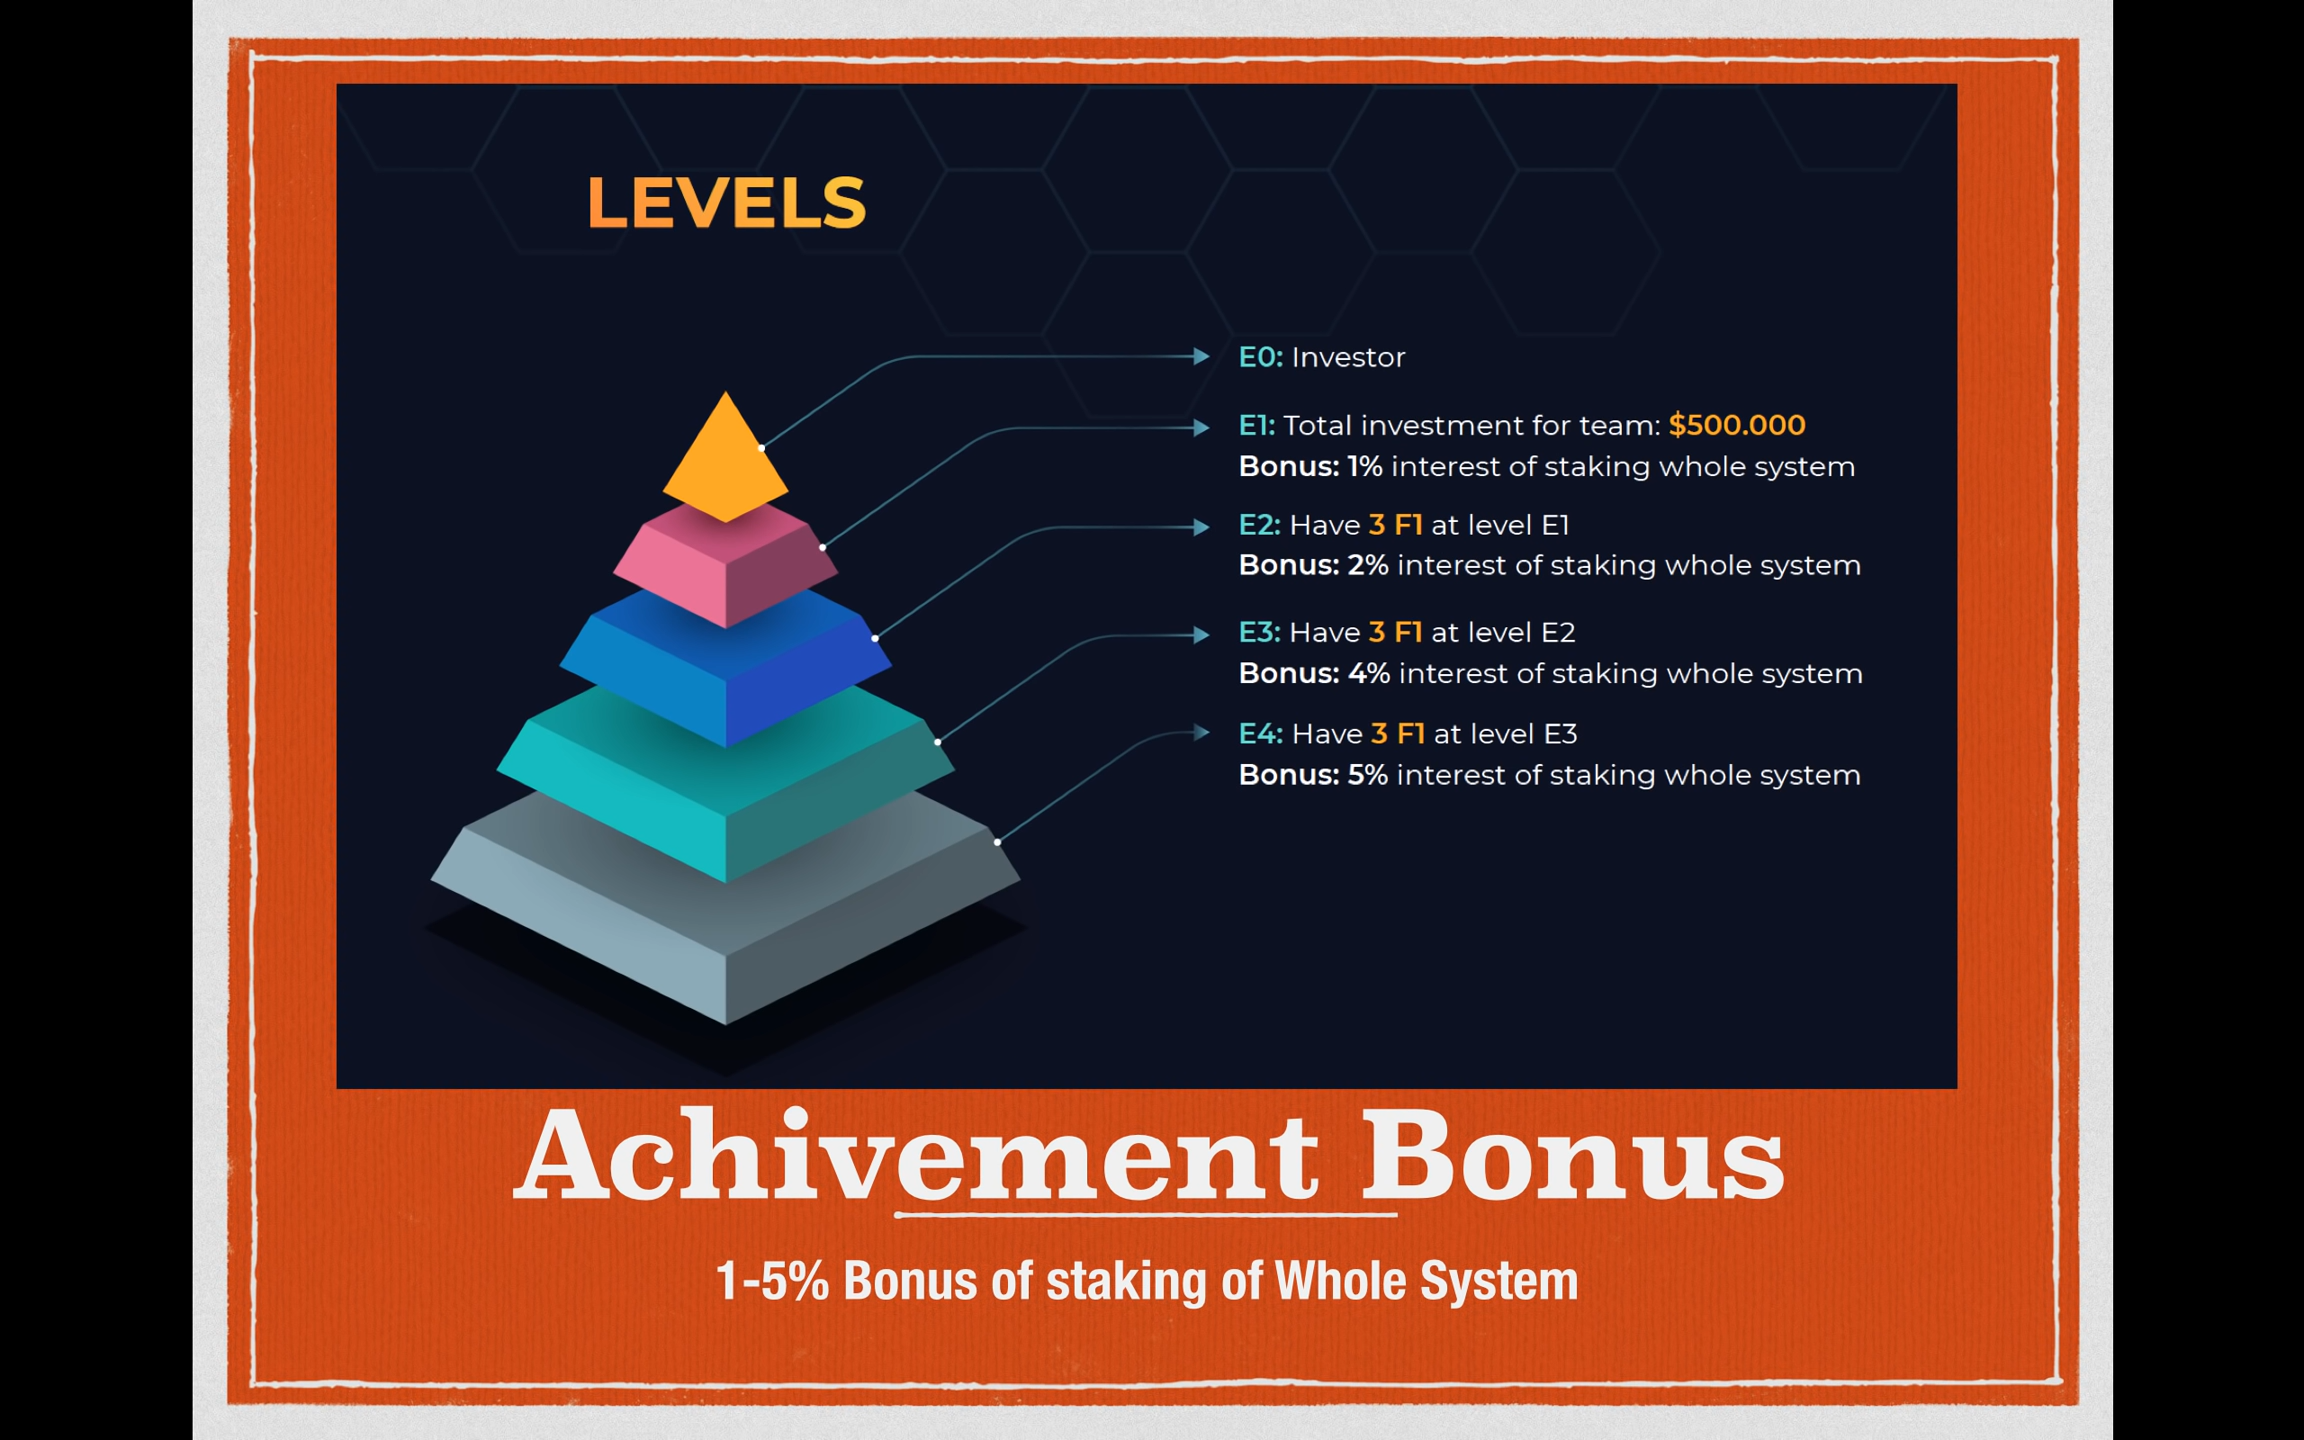 LEVELS
E0: Investor
E1: Total investment for team: $500.000
Bonus: 1% interest of staking whole system
E2: Have 3 F1 at level E1
Bonus: 2% interest of staking whole system
E3: Have 3 F1 at level E2
Bonus: 4% interest of staking whole system
E4: Have 3 F1 at level E3
Bonus: 5% interest of staking whole system
Achivement Bonus
1-5% Bonus of staking of Whole System